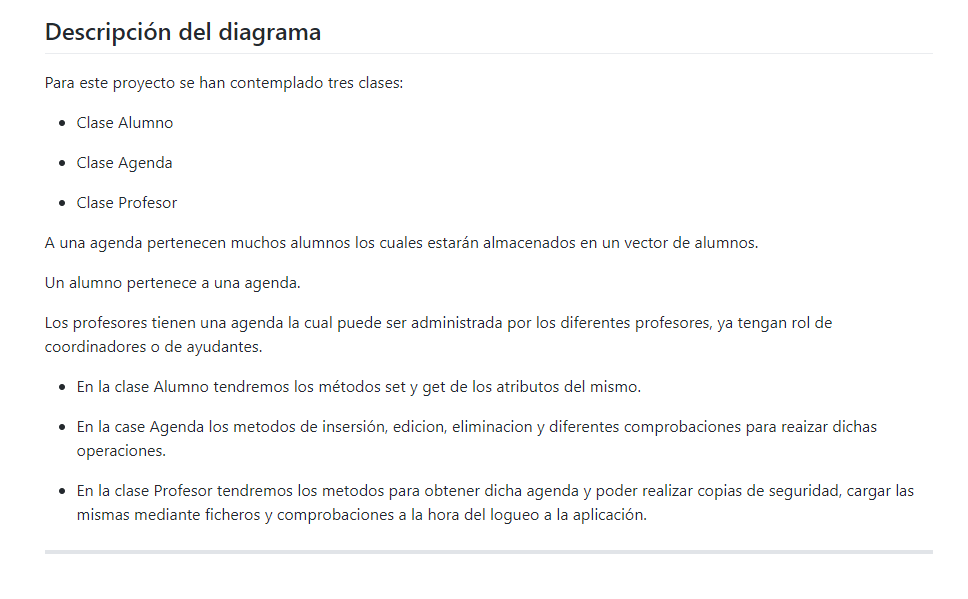 Descripción del diagrama
Para este proyecto se han contemplado tres clases:
• Clase Alumno
• Clase Agenda
• Clase Profesor
A una agenda pertenecen muchos alumnos los cuales estarán almacenados en un vector de alumnos.
Un alumno pertenece a una agenda.
Los profesores tienen una agenda la cual puede ser administrada por los diferentes profesores, ya tengan rol de
coordinadores o de ayudantes.
• En la clase Alumno tendremos los métodos set y get de los atributos del mismo.
• En la case Agenda los metodos de insersión, edicion, eliminacion y diferentes comprobaciones para reaizar dichas
operaciones.
• En la clase Profesor tendremos los metodos para obtener dicha agenda y poder realizar copias de seguridad, cargar las
mismas mediante ficheros y comprobaciones a la hora del logueo a la aplicación.